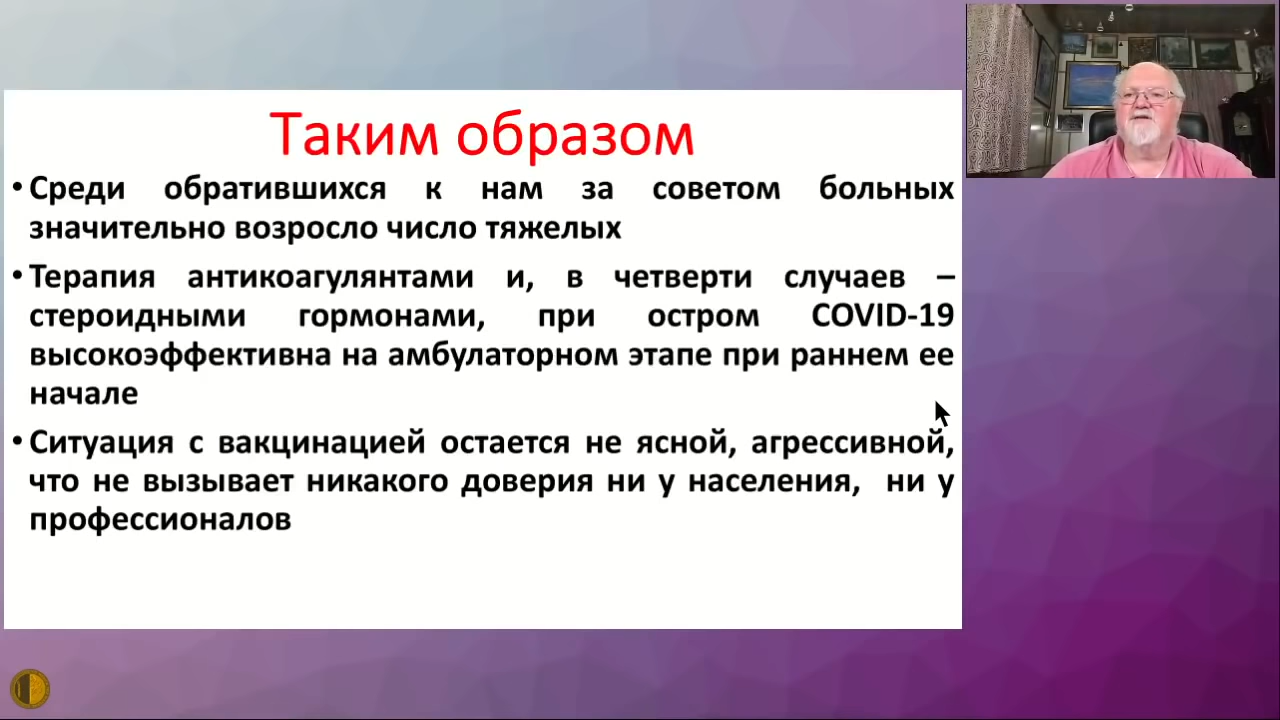 Таким образом
• Среди обратившихся к нам за советом больных
значительно возросло число тяжелых
• Терапия антикоагулянтами и, в четверти случаев –
стероидными гормонами, при остром COVID-19
высокоэффективна на амбулаторном этапе при раннем ее
начале
• Ситуация с вакцинацией остается не ясной, агрессивной,
что не вызывает никакого доверия ни у населения, ни у
профессионалов